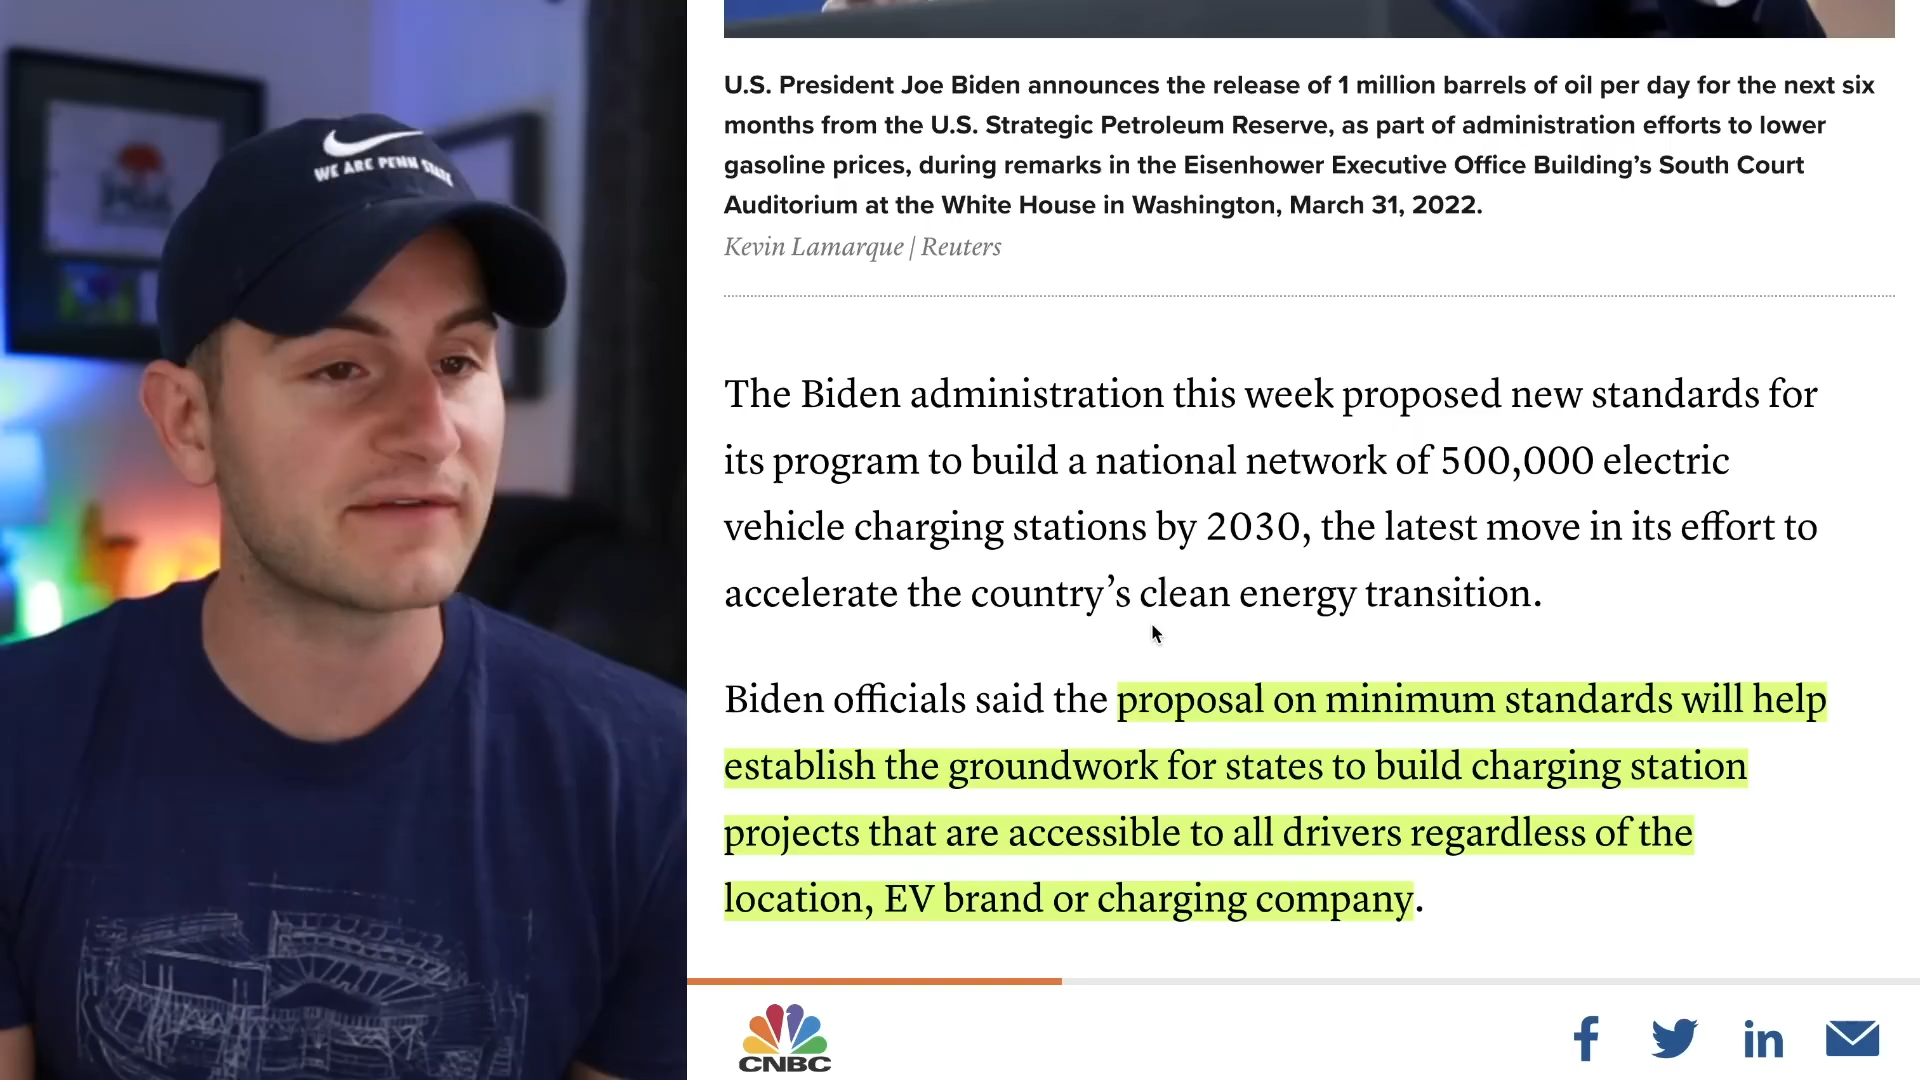 WE ARE PENN STATE
U.S. President Joe Biden announces the release of 1 million barrels of oil per day for the next six
months from the U.S. Strategic Petroleum Reserve, as part of administration efforts to lower
gasoline prices, during remarks in the Eisenhower Executive Office Building’s South Court
Auditorium at the White House in Washington, March 31, 2022.
Kevin Lamarque | Reuters
The Biden administration this week proposed new standards for
its program to build a national network of 500,000 electric
vehicle charging stations by 2030, the latest move in its effort to
accelerate the country’s clean energy transition.
Biden officials said the proposal on minimum standards will help
establish the groundwork for states to build charging station
projects that are accessible to all drivers regardless of the
location, EV brand or charging company.
CNBC